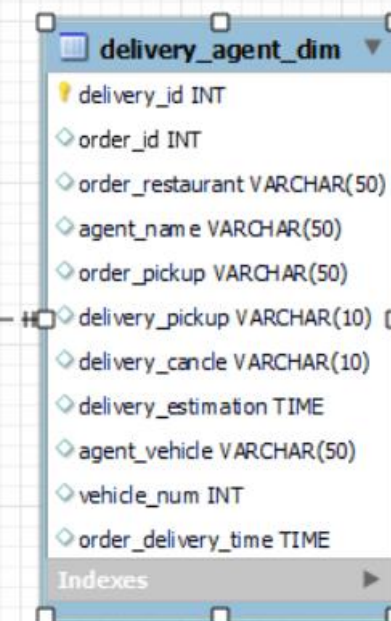 delivery_agent_dim
delivery_id INT
order_id INT
order_restaurant VARCHAR(50)
agent_name VARCHAR(50)
order_pickup VARCHAR(50)
delivery_pickup VARCHAR(10)
delivery_cancle VARCHAR(10)
delivery_estimation TIME
agent_vehicle VARCHAR(50)
vehicle_num INT
order_delivery_time TIME
Indexes